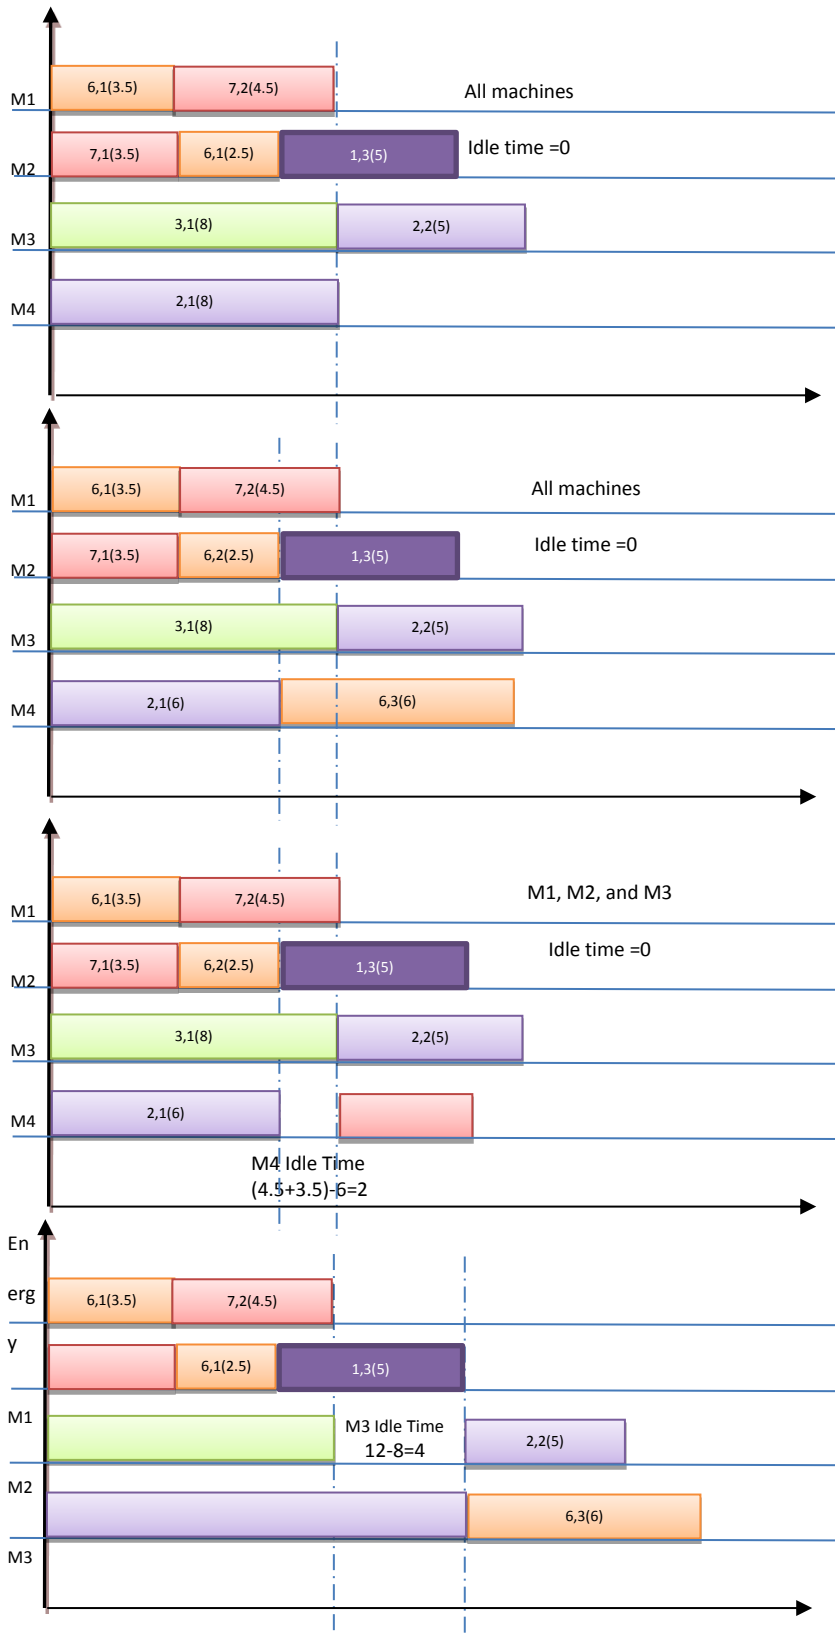 6,1(3.5) 7,2(4.5)
M1 All machines
7,1(3.5) 6,1(2.5) 1,3(5) Idle time =0
M2
3,1(8) 2,2(5)
M3
2,1(8)
M4
6,1(3.5) 7,2(4.5) All machines
M1
7,1(3.5) 6,2(2.5) 1,3(5) Idle time =0
M2
3,1(8) 2,2(5)
M3
2,1(6) 6,3(6)
M4
6,1(3.5) 7,2(4.5) M1, M2, and M3
M1
7,1(3.5) 6,2(2.5) 1,3(5) Idle time =0
M2
3,1(8) 2,2(5)
M3
2,1(6)
M4
M4 Idle Time
(4.5+3.5)-6=2
En
erg 6,1(3.5) 7,2(4.5)
y
6,1(2.5) 1,3(5)
M1 M3 Idle Time
12-8=4 2,2(5)
M2
6,3(6)
M3